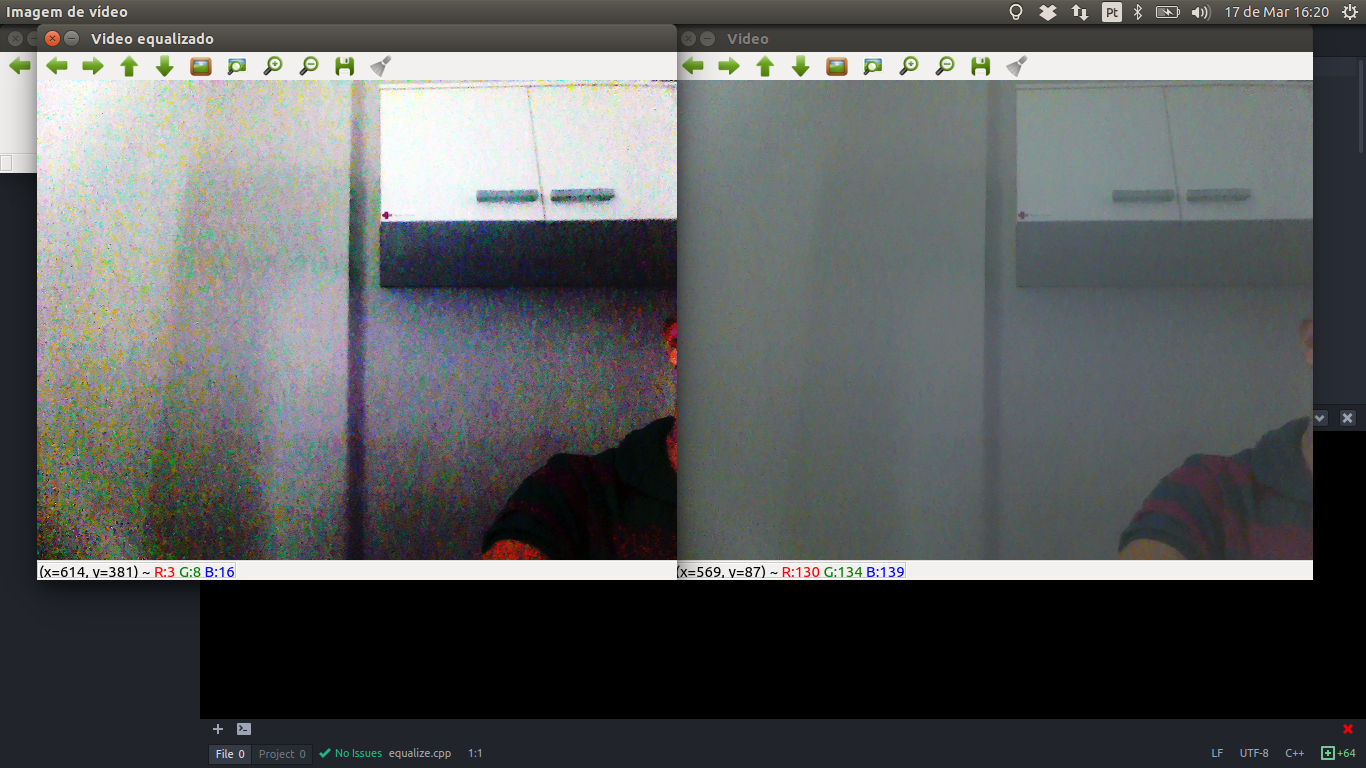 Imagem de vídeo
Pt
17 de Mar 16:20
Video equalizado
Video
(x=614, y=381) ~ R:3 G:8 B:16
(x=569, y=87) ~ R:130 G:134 B:139
File 0 Project 0 No Issues equalize.cpp 1:1 LF UTF-8 C++ +64